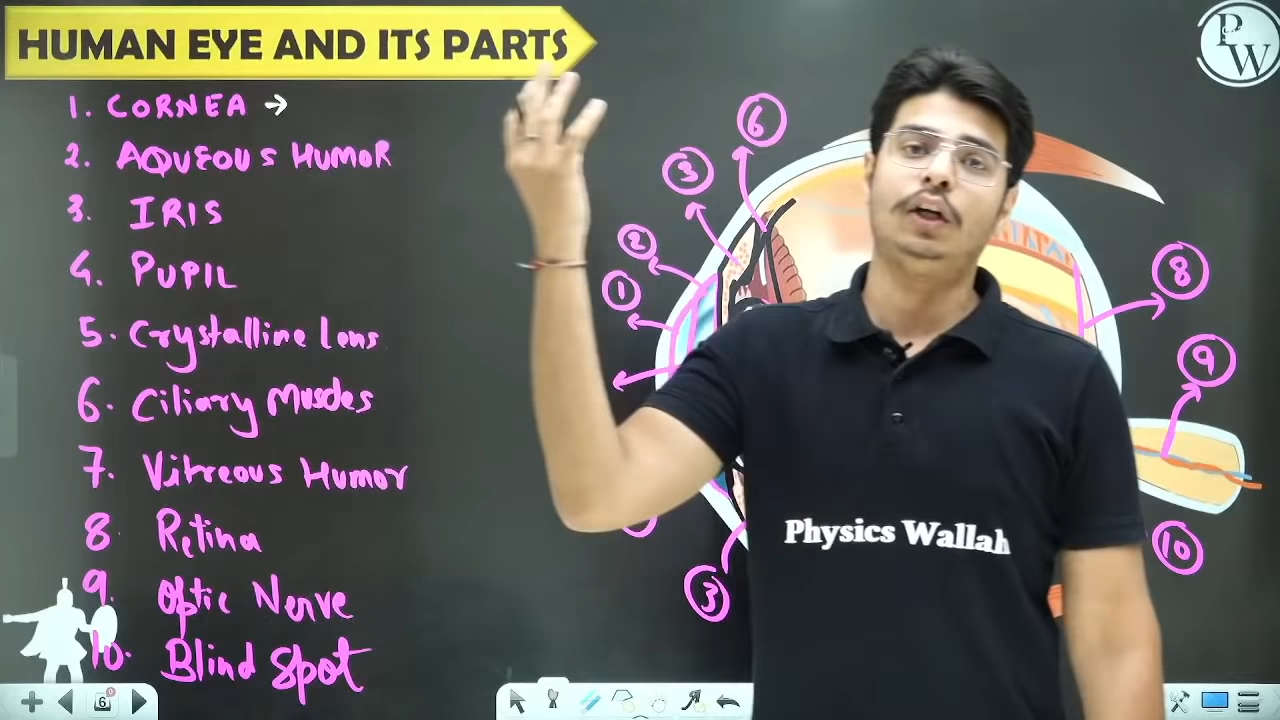 HUMAN EYE AND ITS PARTS
PW
1. CORNEA →
2. AQUEOUS HUMOR
3. IRIS
4. PUPIL
5. Crystalline lens
6. Ciliary Muscles
7. Vitreous Humor
8 Retina
9. Optic Nerve
10. Blind Spot
6
3
2
1
8
9
10
3
Physics Wallah
6